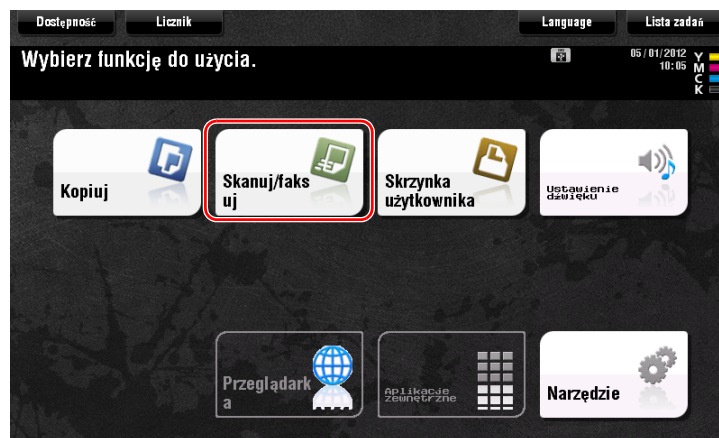 Dostępność Licznik Language Lista zadań
Wybierz funkcję do użycia.
05/01/2012
10:05
Y
M
C
K
Kopiuj
Skanuj/faks
uj
Skrzynka
użytkownika
Ustawienie
dźwięku
Przeglądark
a
Aplikacje
zewnętrzne
Narzędzie